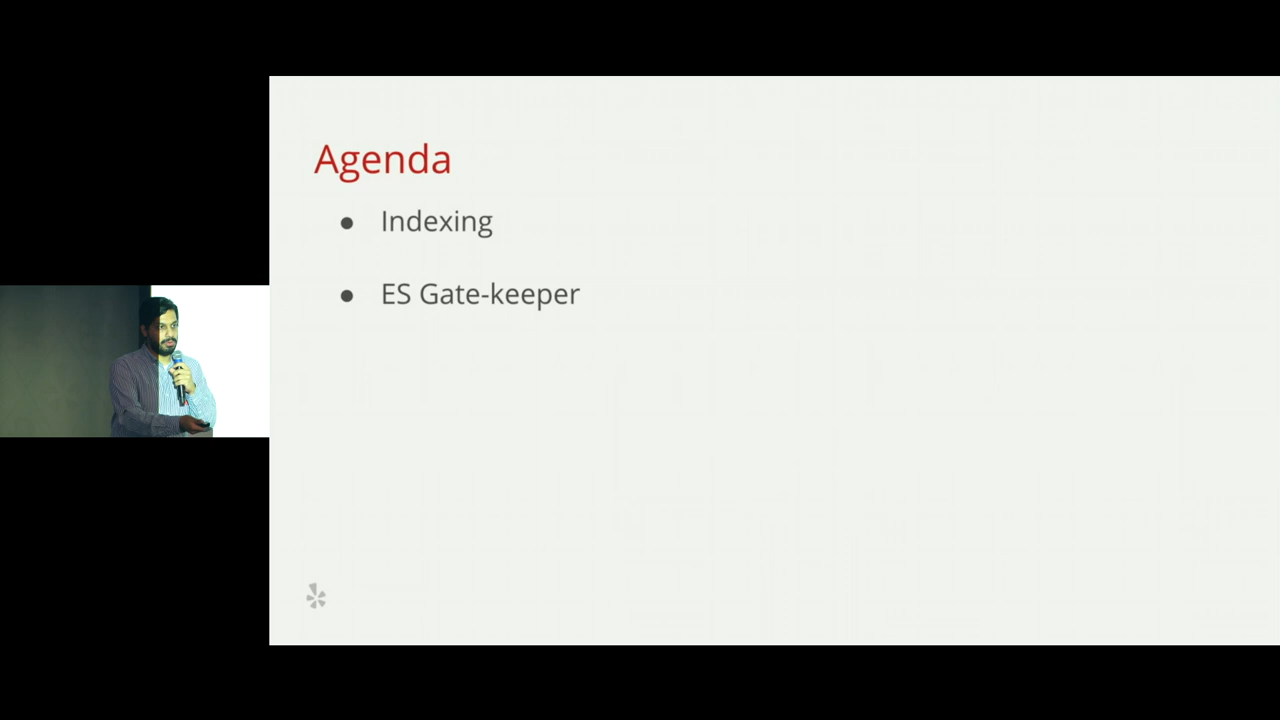 Agenda
● Indexing
● ES Gate-keeper